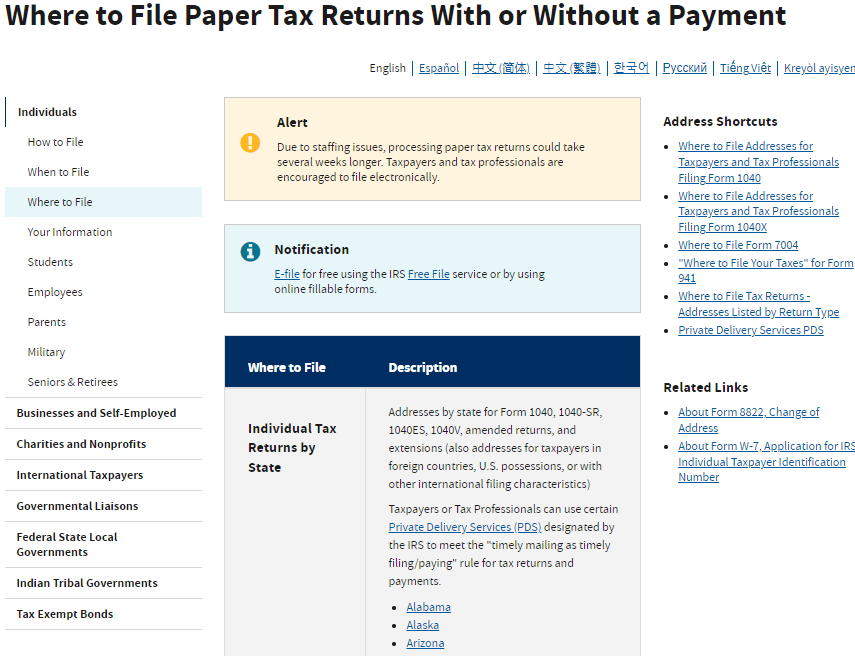 Where to File Paper Tax Returns With or Without a Payment
English | Español | 中文 (简体) | 中文 (繁體) | 한국어 | Русский | Tiếng Việt | Kreyòl ayisyen
Individuals
How to File
When to File
Where to File
Your Information
Students
Employees
Parents
Military
Seniors & Retirees
Businesses and Self-Employed
Charities and Nonprofits
International Taxpayers
Governmental Liaisons
Federal State Local
Governments
Indian Tribal Governments
Tax Exempt Bonds
Alert
Due to staffing issues, processing paper tax returns could take
several weeks longer. Taxpayers and tax professionals are
encouraged to file electronically.
Notification
E-file for free using the IRS Free File service or by using
online fillable forms.
Where to File
Description
Individual Tax
Returns by
State
Addresses by state for Form 1040, 1040-SR,
1040ES, 1040V, amended returns, and
extensions (also addresses for taxpayers in
foreign countries, U.S. possessions, or with
other international filing characteristics)
Taxpayers or Tax Professionals can use certain
Private Delivery Services (PDS) designated by
the IRS to meet the "timely mailing as timely
filing/paying" rule for tax returns and
payments.
• Alabama
• Alaska
• Arizona
Address Shortcuts
• Where to File Addresses for
Taxpayers and Tax Professionals
Filing Form 1040
• Where to File Addresses for
Taxpayers and Tax Professionals
Filing Form 1040X
• Where to File Form 7004
• "Where to File Your Taxes" for Form
941
• Where to File Tax Returns -
Addresses Listed by Return Type
• Private Delivery Services PDS
Related Links
• About Form 8822, Change of
Address
• About Form W-7, Application for IRS
Individual Taxpayer Identification
Number